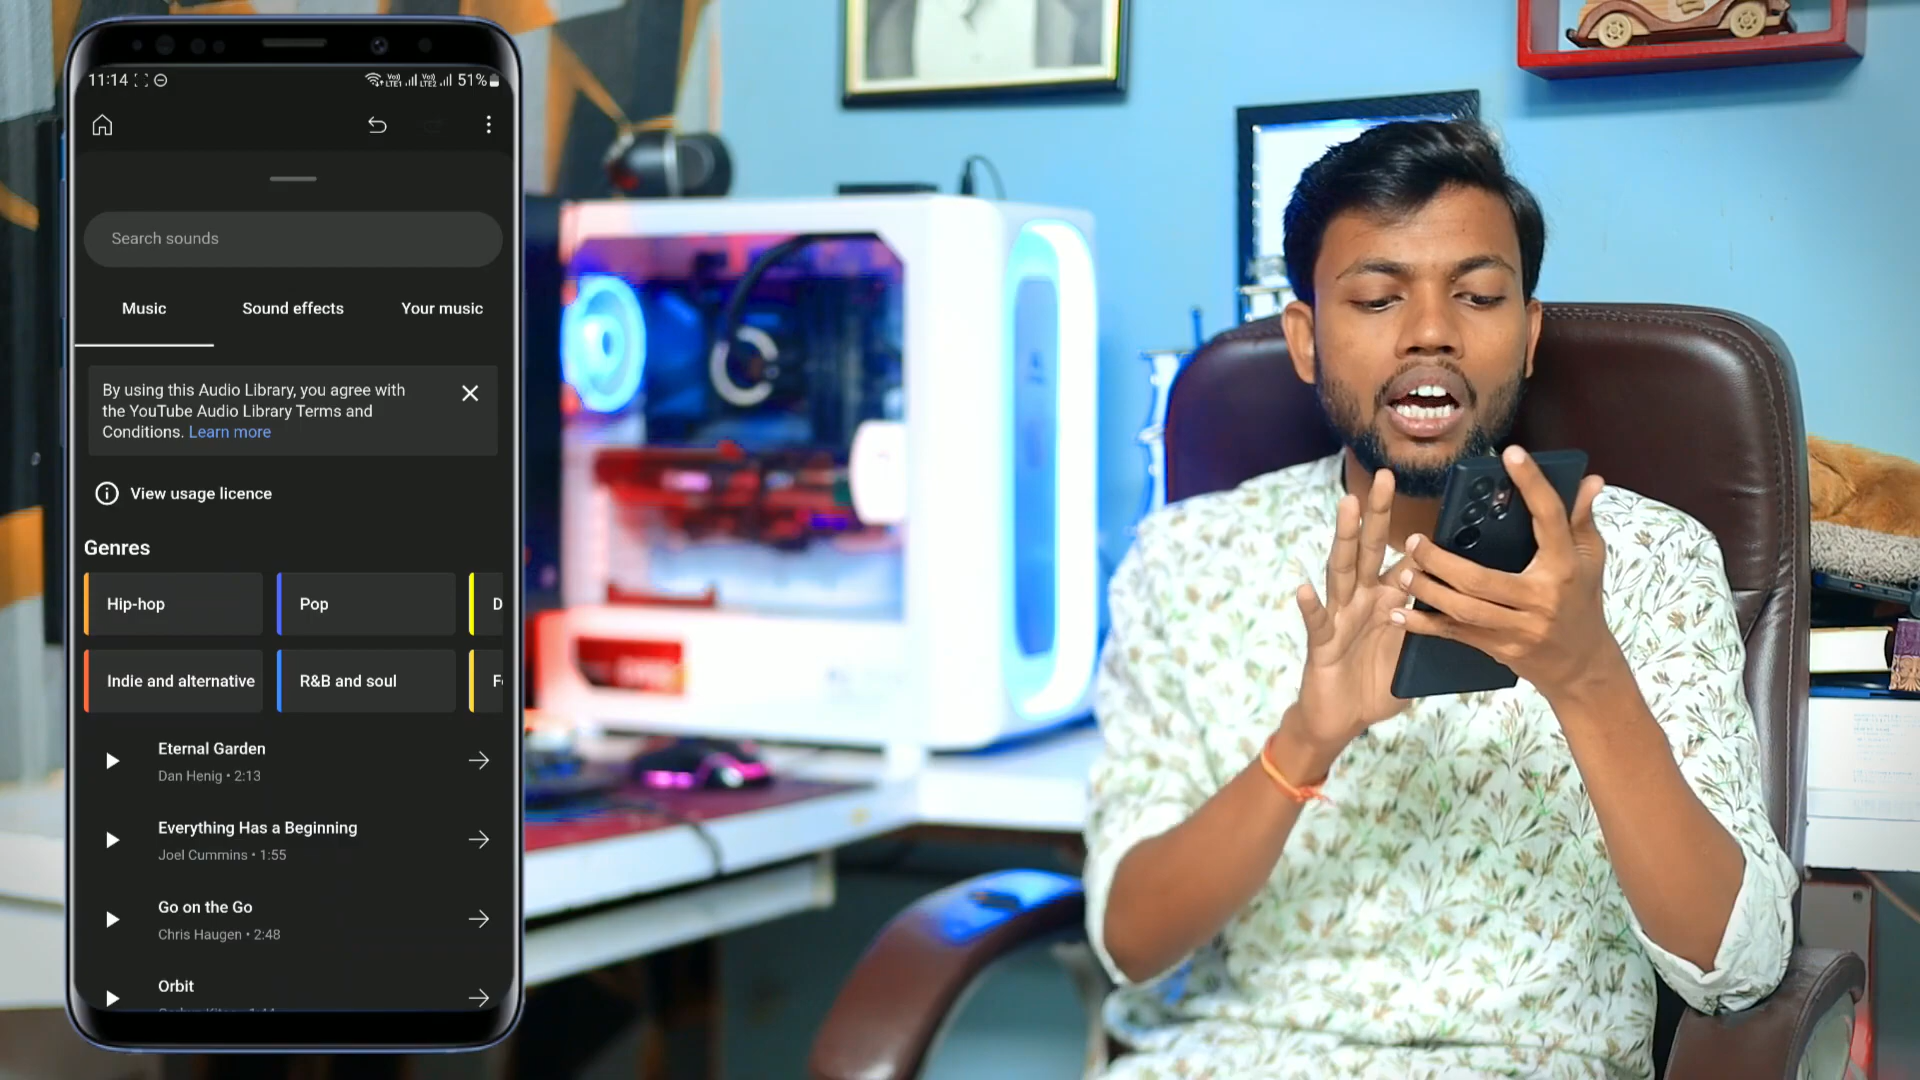 11:14
51%
Search sounds
Music Sound effects Your music
By using this Audio Library, you agree with
the YouTube Audio Library Terms and
Conditions. Learn more
View usage licence
Genres
Hip-hop Pop D
Indie and alternative R&B and soul F
Eternal Garden
Dan Henig • 2:13
Everything Has a Beginning
Joel Cummins • 1:55
Go on the Go
Chris Haugen • 2:48
Orbit